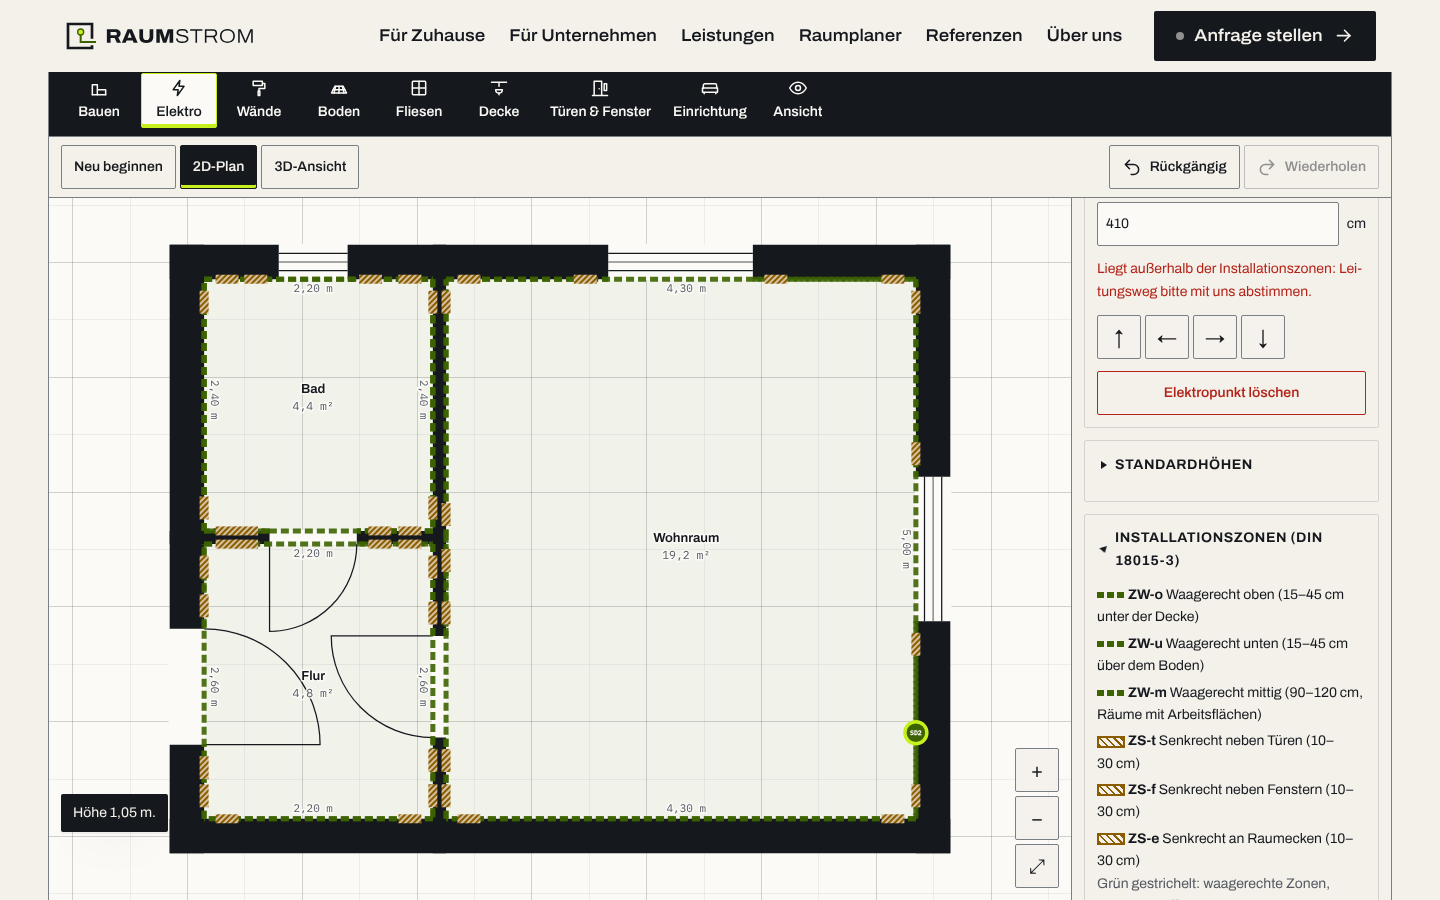 RAUMSTROM
Für Zuhause
Für Unternehmen
Leistungen
Raumplaner
Referenzen
Über uns
Anfrage stellen
Bauen
Elektro
Wände
Boden
Fliesen
Decke
Türen & Fenster
Einrichtung
Ansicht
Neu beginnen
2D-Plan
3D-Ansicht
Rückgängig
Wiederholen
2,20 m
4,30 m
2,40 m
2,40 m
Bad
4,4 m²
Wohnraum
19,2 m²
5,00 m
2,20 m
2,60 m
2,60 m
Flur
4,8 m²
SD2
2,20 m
4,30 m
Höhe 1,05 m.
+
−
410
cm
Liegt außerhalb der Installationszonen: Lei-
tungsweg bitte mit uns abstimmen.
Elektropunkt löschen
STANDARDHÖHEN
INSTALLATIONSZONEN (DIN
18015-3)
ZW-o Waagerecht oben (15–45 cm
unter der Decke)
ZW-u Waagerecht unten (15–45 cm
über dem Boden)
ZW-m Waagerecht mittig (90–120 cm,
Räume mit Arbeitsflächen)
ZS-t Senkrecht neben Türen (10–
30 cm)
ZS-f Senkrecht neben Fenstern (10–
30 cm)
ZS-e Senkrecht an Raumecken (10–
30 cm)
Grün gestrichelt: waagerechte Zonen,